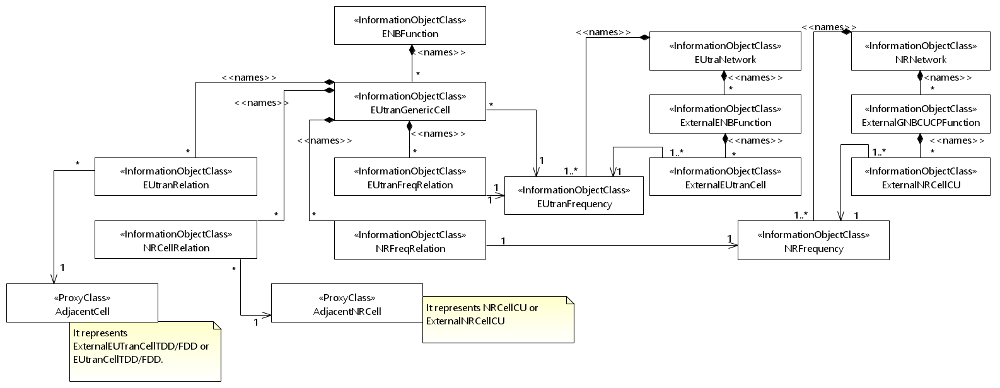 «InformationObjectClass»
ENBFunction
<<names>>
*
<<names>>
<<names>>
<<names>>
«InformationObjectClass»
EUtranGenericCell
*
<<names>>
*
*
1
<<names>>
«InformationObjectClass»
EUtraNetwork
<<names>>
*
<<names>>
«InformationObjectClass»
NRNetwork
<<names>>
*
«InformationObjectClass»
ExternalENBFunction
<<names>>
1..*
*
1
1..*
«InformationObjectClass»
ExternalGNBCUCPFunction
<<names>>
1..*
*
*
«InformationObjectClass»
EUtranRelation
«InformationObjectClass»
EUtranFreqRelation
1
1
«InformationObjectClass»
EUtranFrequency
«InformationObjectClass»
ExternalEUtranCell
«InformationObjectClass»
ExternalNRCellCU
*
*
1..*
1
«InformationObjectClass»
NRCellRelation
«InformationObjectClass»
NRFreqRelation
1
1
«InformationObjectClass»
NRFrequency
1
*
1
«ProxyClass»
AdjacentCell
«ProxyClass»
AdjacentNRCell
It represents NRCellCU or
ExternalNRCellCU
It represents
ExternalEUTranCellTDD/FDD or
EUtranCellTDD/FDD.